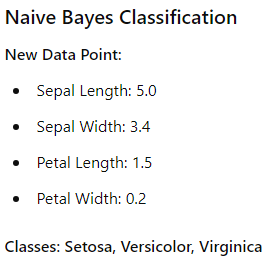 Naive Bayes Classification
New Data Point:
• Sepal Length: 5.0
• Sepal Width: 3.4
• Petal Length: 1.5
• Petal Width: 0.2
Classes: Setosa, Versicolor, Virginica